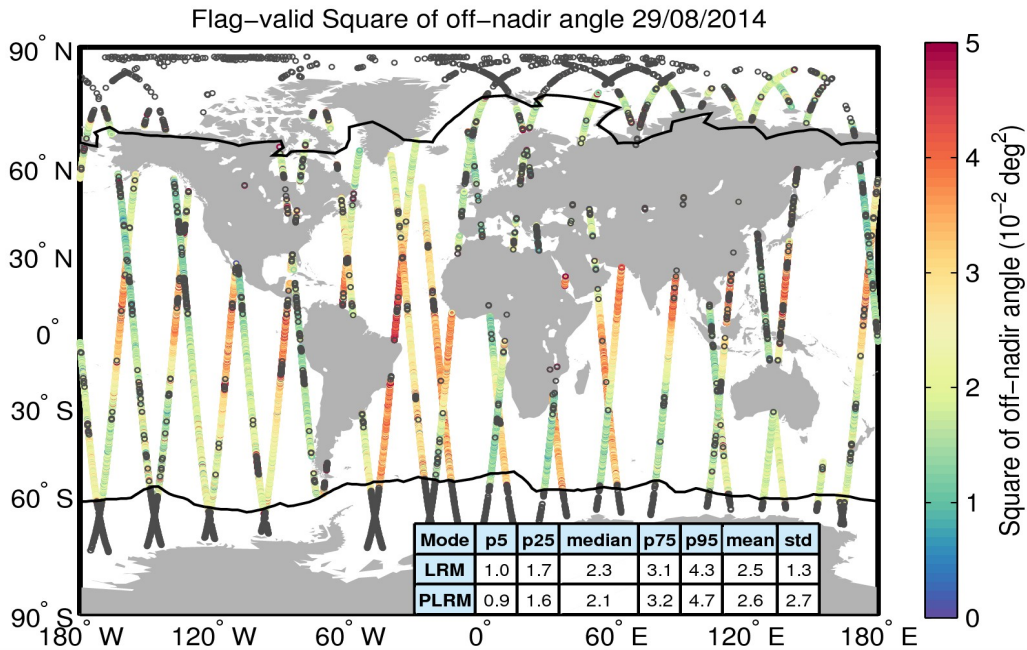 Flag−valid Square of off−nadir angle 29/08/2014
90° N
60° N
30° N
0°
30° S
60° S
90° S
180° W
120° W
60° W
0°
60° E
120° E
180° E
Mode p5 p25 median p75 p95 mean std
LRM 1.0 1.7 2.3 3.1 4.3 2.5 1.3
PLRM 0.9 1.6 2.1 3.2 4.7 2.6 2.7
5
4
3
2
1
0
Square of off−nadir angle (10⁻² deg²)